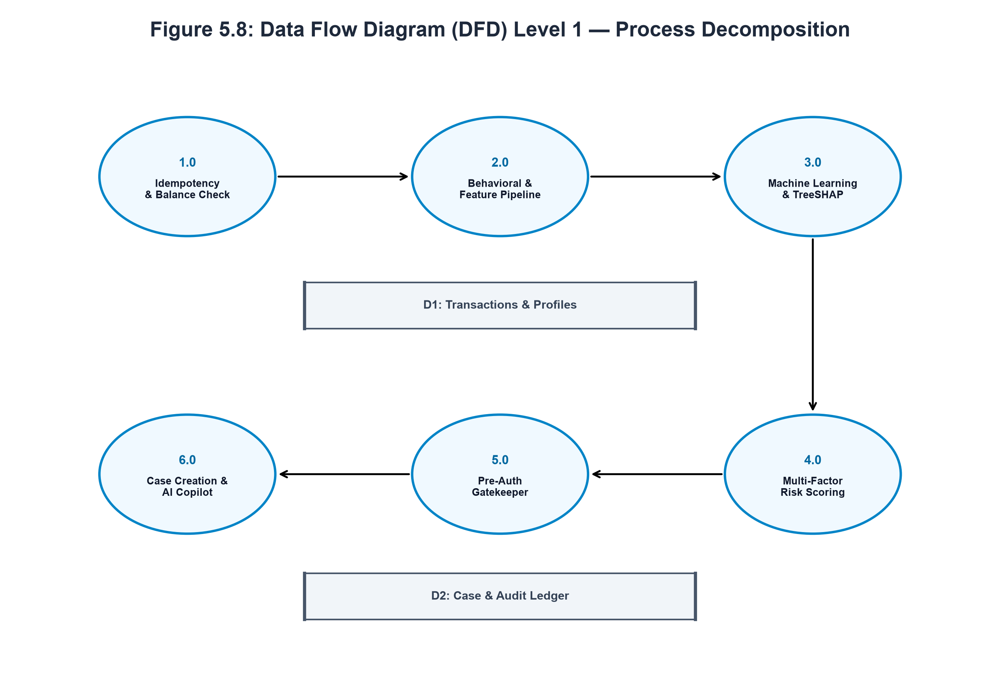 Figure 5.8: Data Flow Diagram (DFD) Level 1 — Process Decomposition
1.0
Idempotency
& Balance Check
2.0
Behavioral &
Feature Pipeline
3.0
Machine Learning
& TreeSHAP
D1: Transactions & Profiles
6.0
Case Creation &
AI Copilot
5.0
Pre-Auth
Gatekeeper
4.0
Multi-Factor
Risk Scoring
D2: Case & Audit Ledger